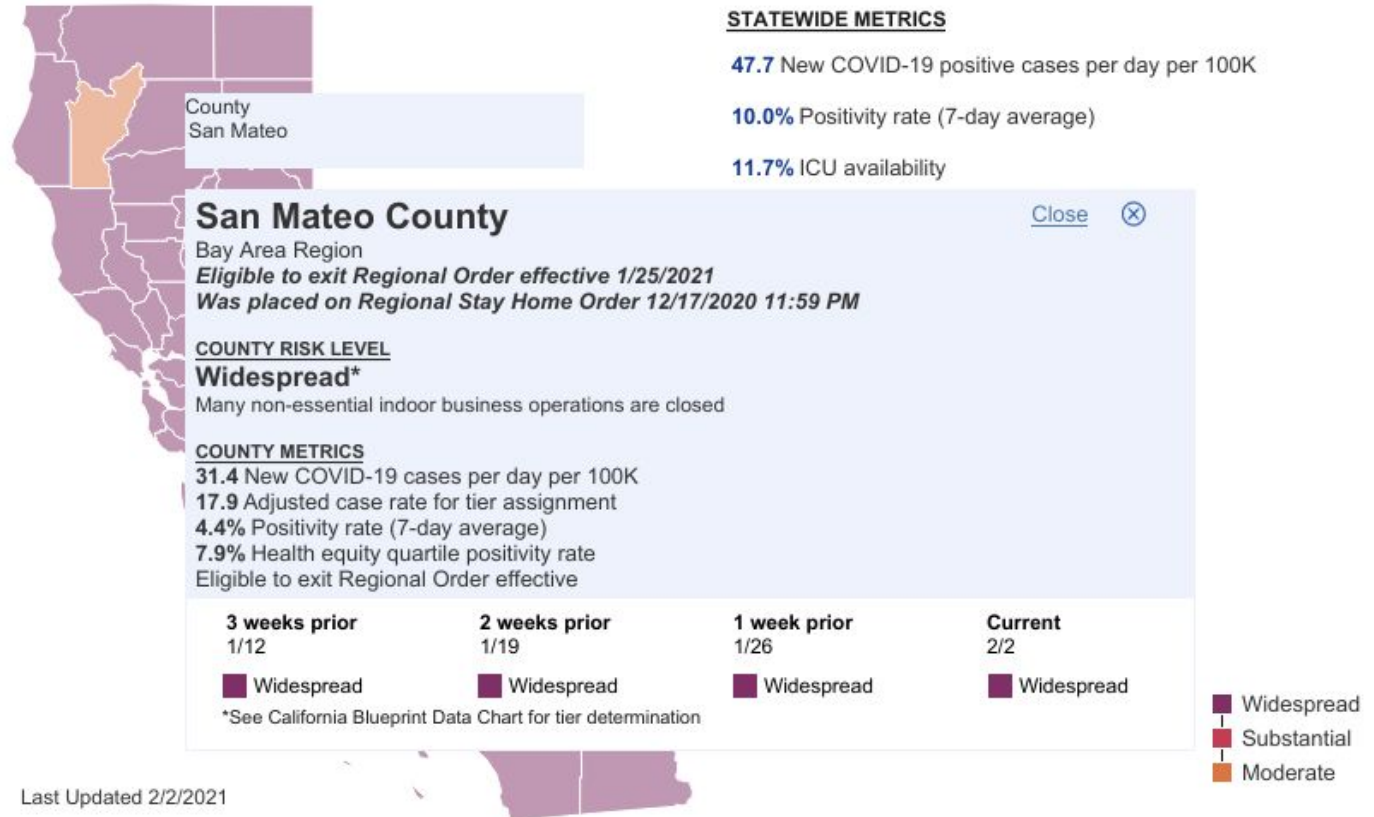 STATEWIDE METRICS
47.7 New COVID-19 positive cases per day per 100K
10.0% Positivity rate (7-day average)
11.7% ICU availability
County
San Mateo
San Mateo County
Close
Bay Area Region
Eligible to exit Regional Order effective 1/25/2021
Was placed on Regional Stay Home Order 12/17/2020 11:59 PM
COUNTY RISK LEVEL
Widespread*
Many non-essential indoor business operations are closed
COUNTY METRICS
31.4 New COVID-19 cases per day per 100K
17.9 Adjusted case rate for tier assignment
4.4% Positivity rate (7-day average)
7.9% Health equity quartile positivity rate
Eligible to exit Regional Order effective
3 weeks prior 2 weeks prior 1 week prior Current
1/12 1/19 1/26 2/2
Widespread Widespread Widespread Widespread
*See California Blueprint Data Chart for tier determination
Widespread
Substantial
Moderate
Last Updated 2/2/2021